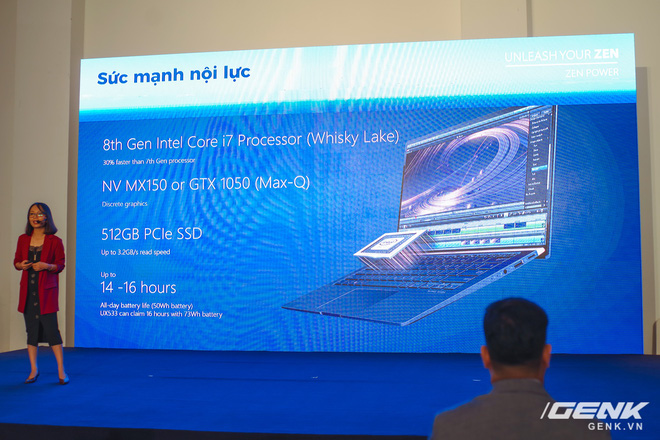 Sức mạnh nội lực
UNLEASH YOUR ZEN
ZEN POWER
8th Gen Intel Core i7 Processor (Whisky Lake)
30% faster than 7th Gen processor
NV MX150 or GTX 1050 (Max-Q)
Discrete graphics
512GB PCIe SSD
Up to 3.2GB/s read speed
Up to
14 -16 hours
All-day battery life (50Wh battery)
UX533 can claim 16 hours with 73Wh battery
GENK
GENK.VN